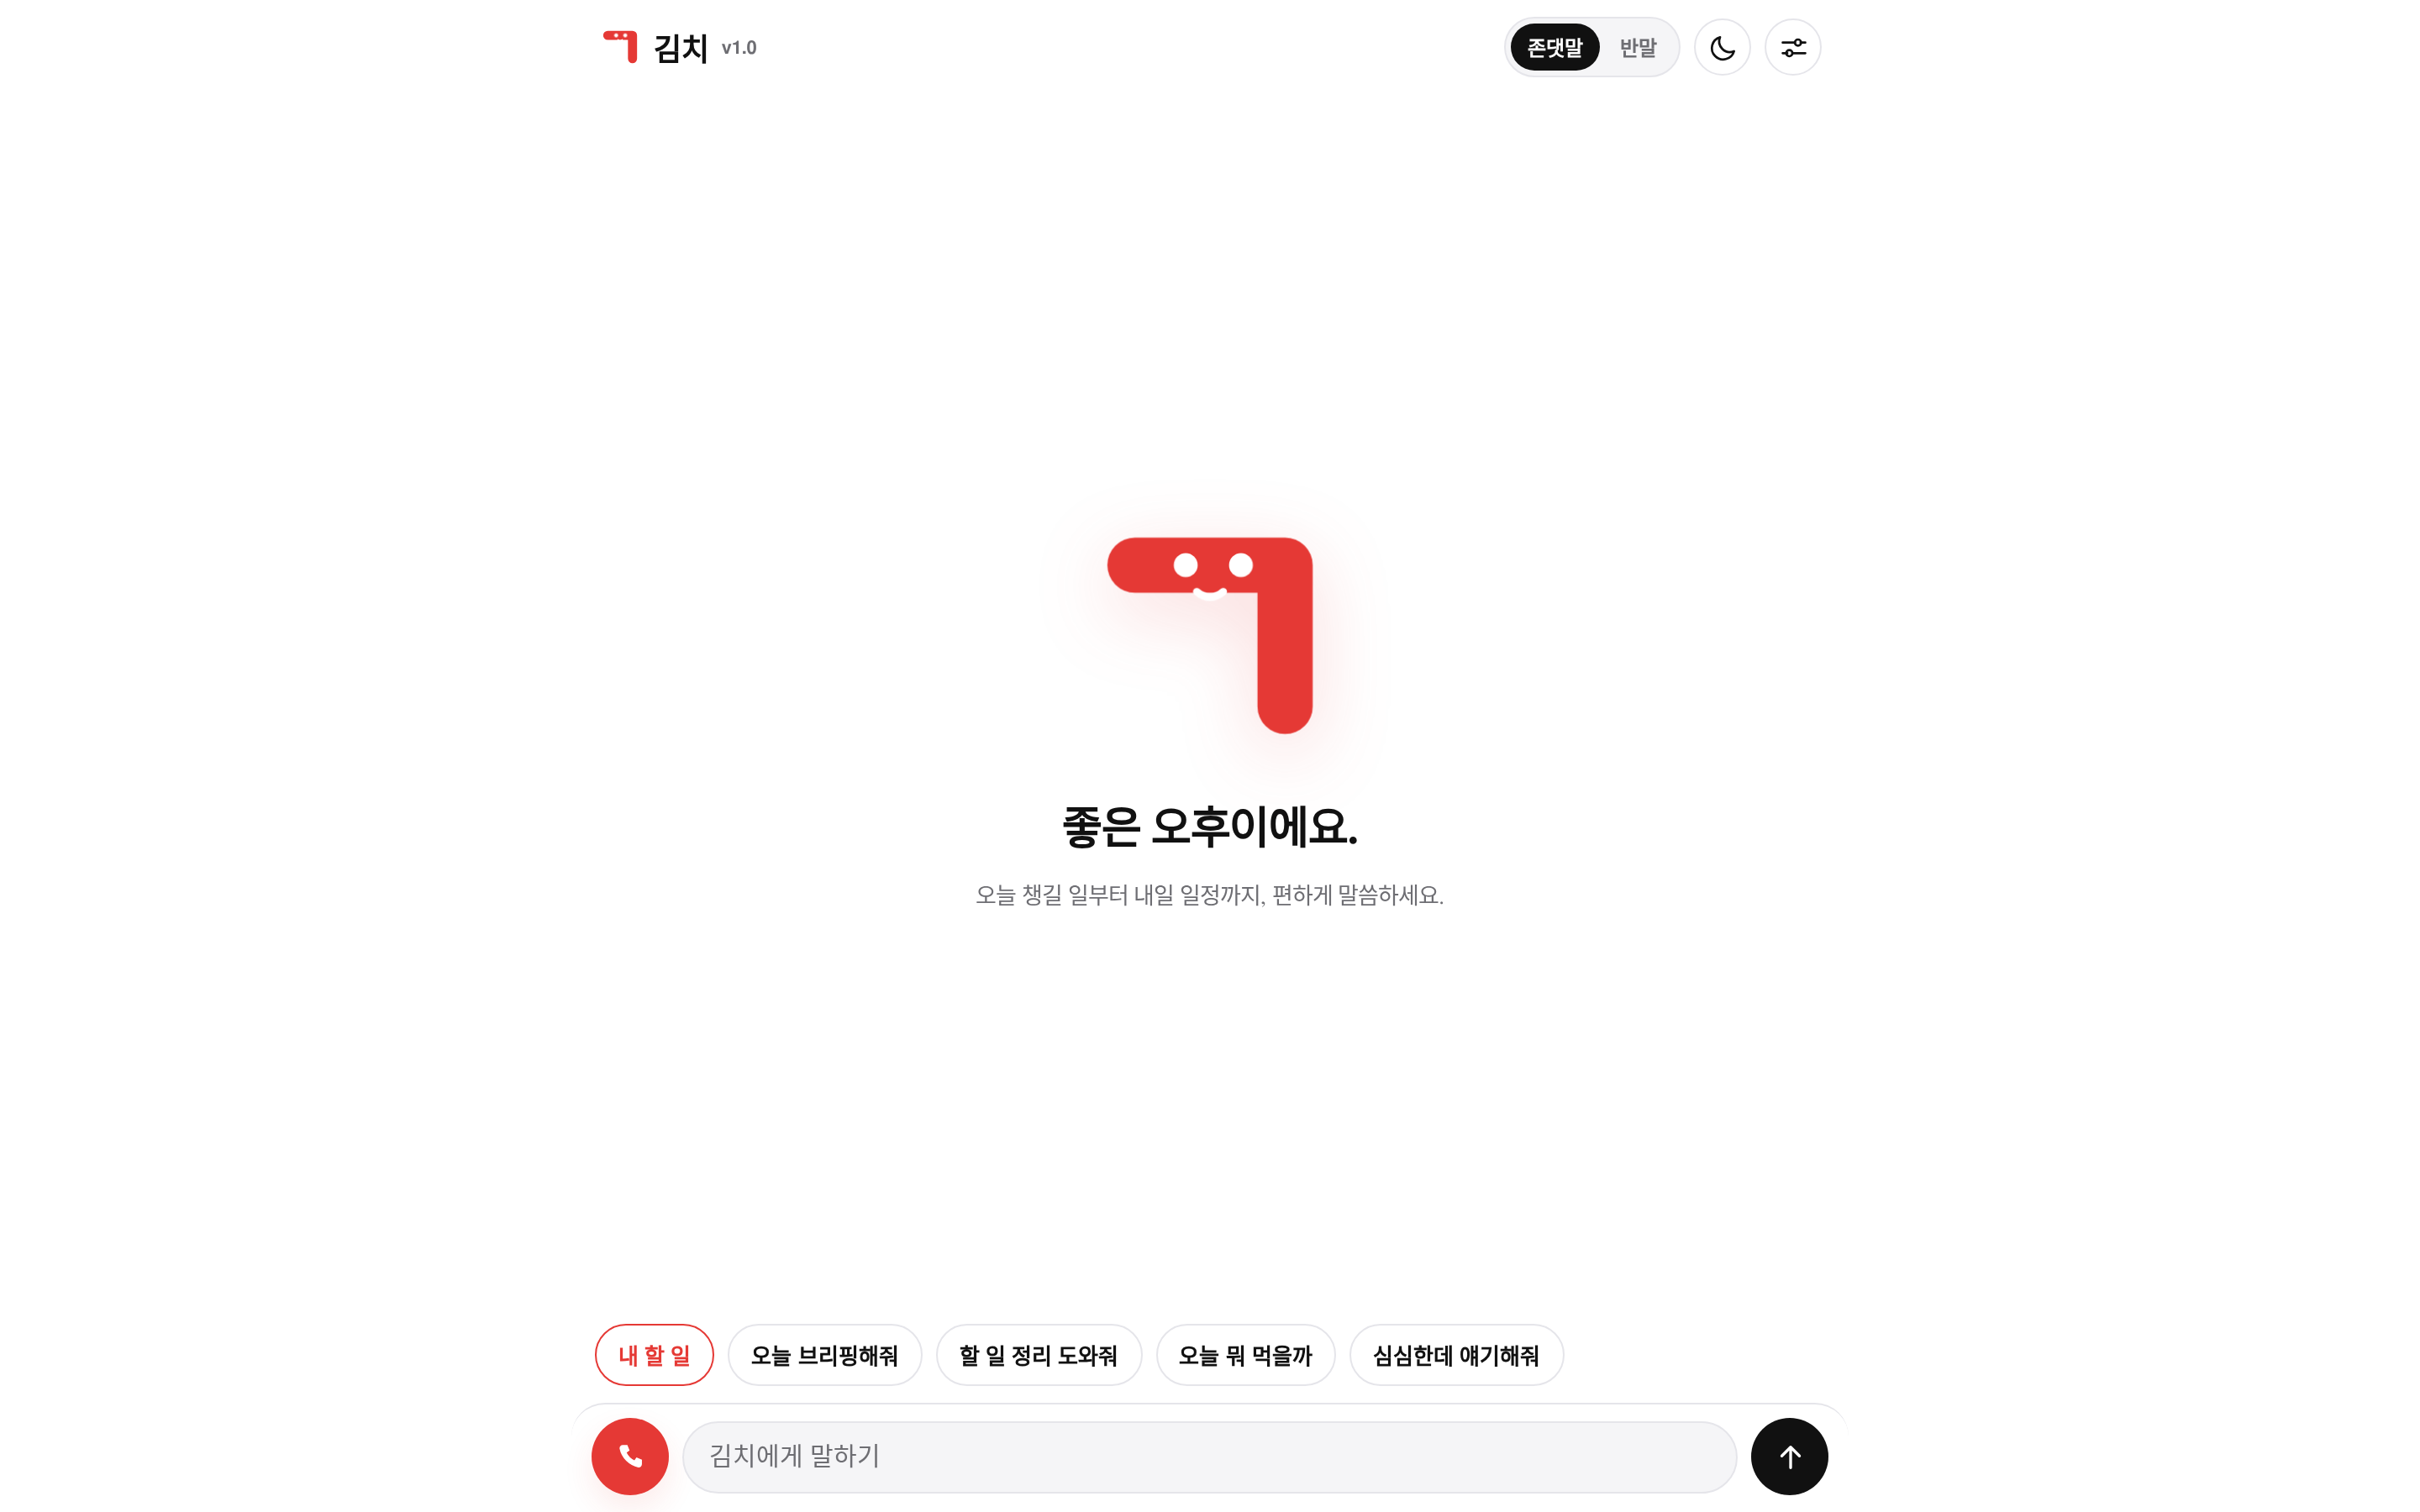 김치 v1.0
존댓말 반말
좋은 오후이에요.
오늘 챙길 일부터 내일 일정까지, 편하게 말씀하세요.
내 할 일 오늘 브리핑해줘 할 일 정리 도와줘 오늘 뭐 먹을까 심심한데 얘기해줘
김치에게 말하기